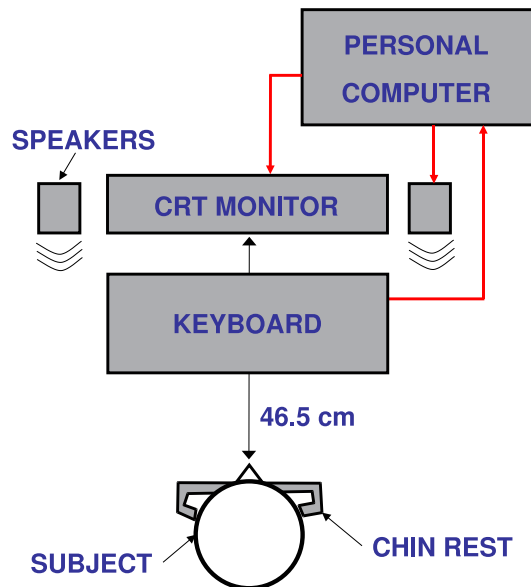 PERSONAL
COMPUTER
SPEAKERS
CRT MONITOR
KEYBOARD
46.5 cm
CHIN REST
SUBJECT